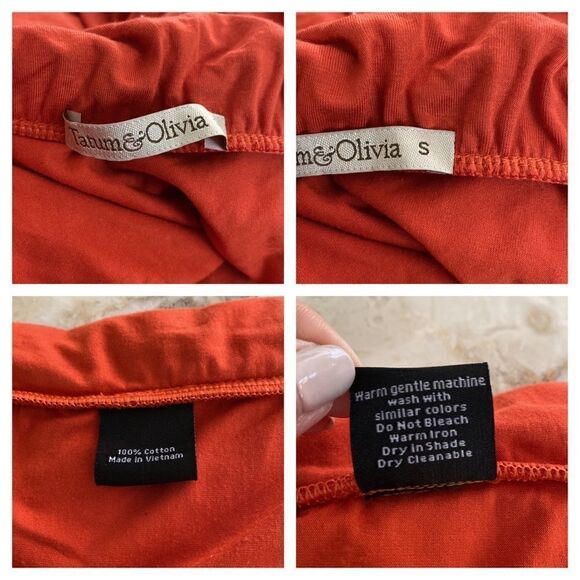 Tatum&Olivia
m&Olivia S
100% Cotton
Made in Vietnam
Warm gentle machine
wash with
similar colors
Do Not Bleach
Warm Iron
Dry in Shade
Dry Cleanable